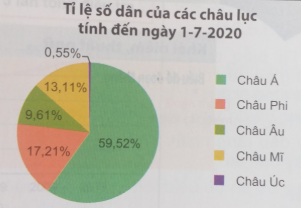 Tỉ lệ số dân của các châu lục
tính đến ngày 1-7-2020
0,55%
13,11%
9,61%
17,21%
59,52%
Châu Á
Châu Phi
Châu Âu
Châu Mĩ
Châu Úc